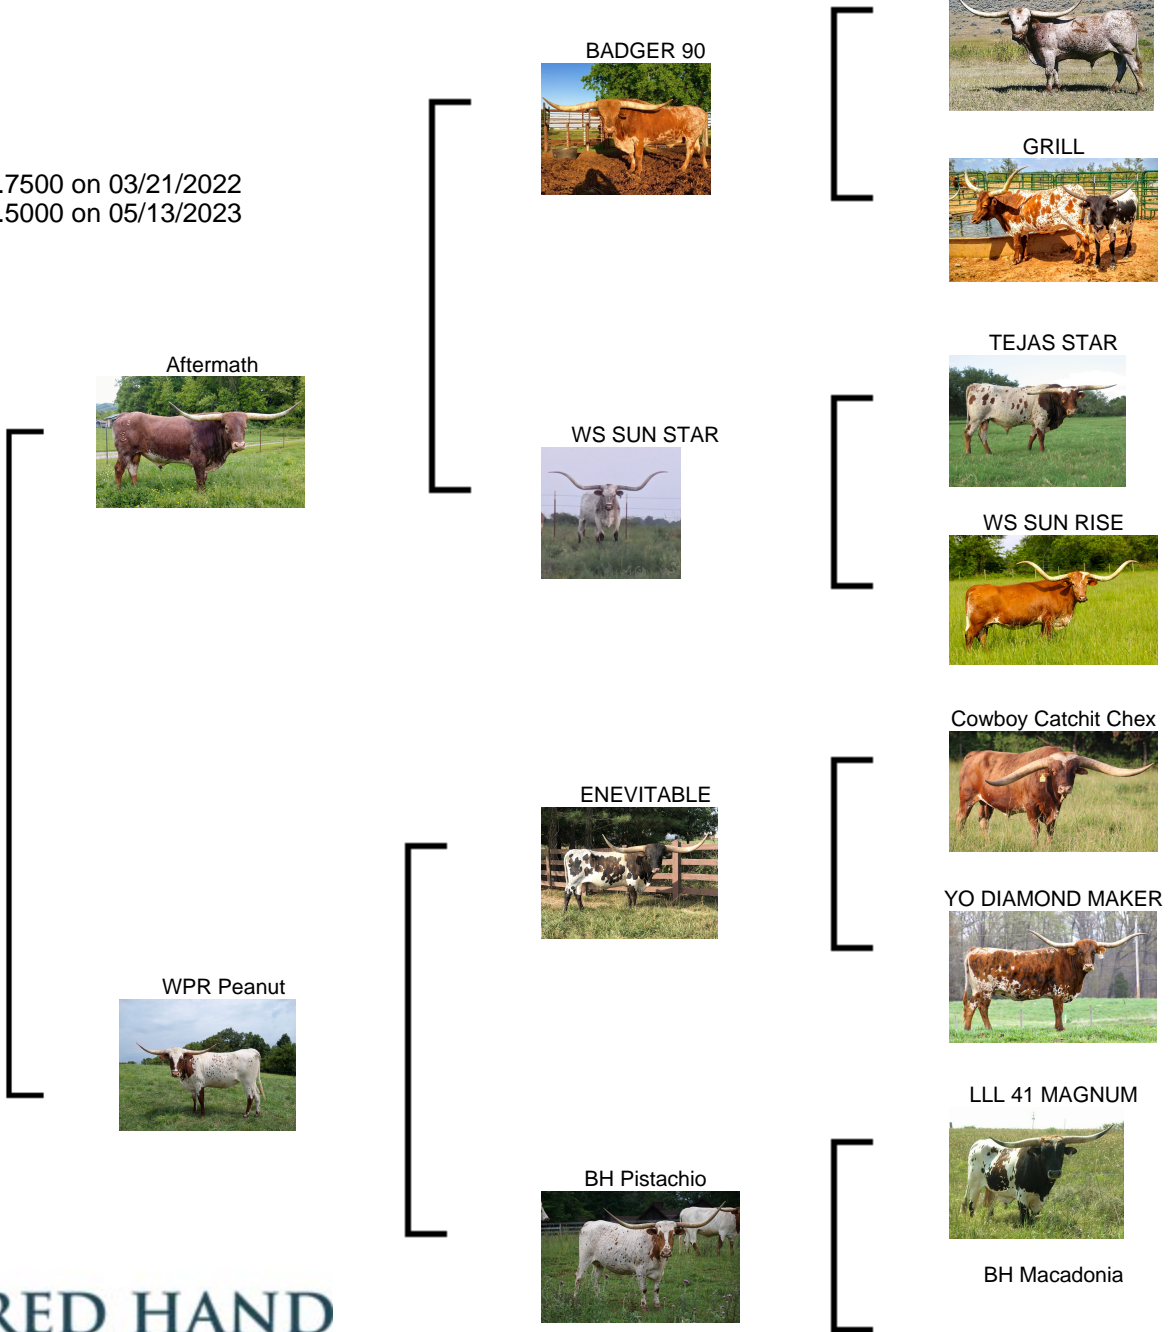 BADGER 90
GRILL
.7500 on 03/21/2022
.5000 on 05/13/2023
TEJAS STAR
Aftermath
WS SUN STAR
WS SUN RISE
Cowboy Catchit Chex
ENEVITABLE
YO DIAMOND MAKER
WPR Peanut
LLL 41 MAGNUM
BH Pistachio
BH Macadonia
RED HAND